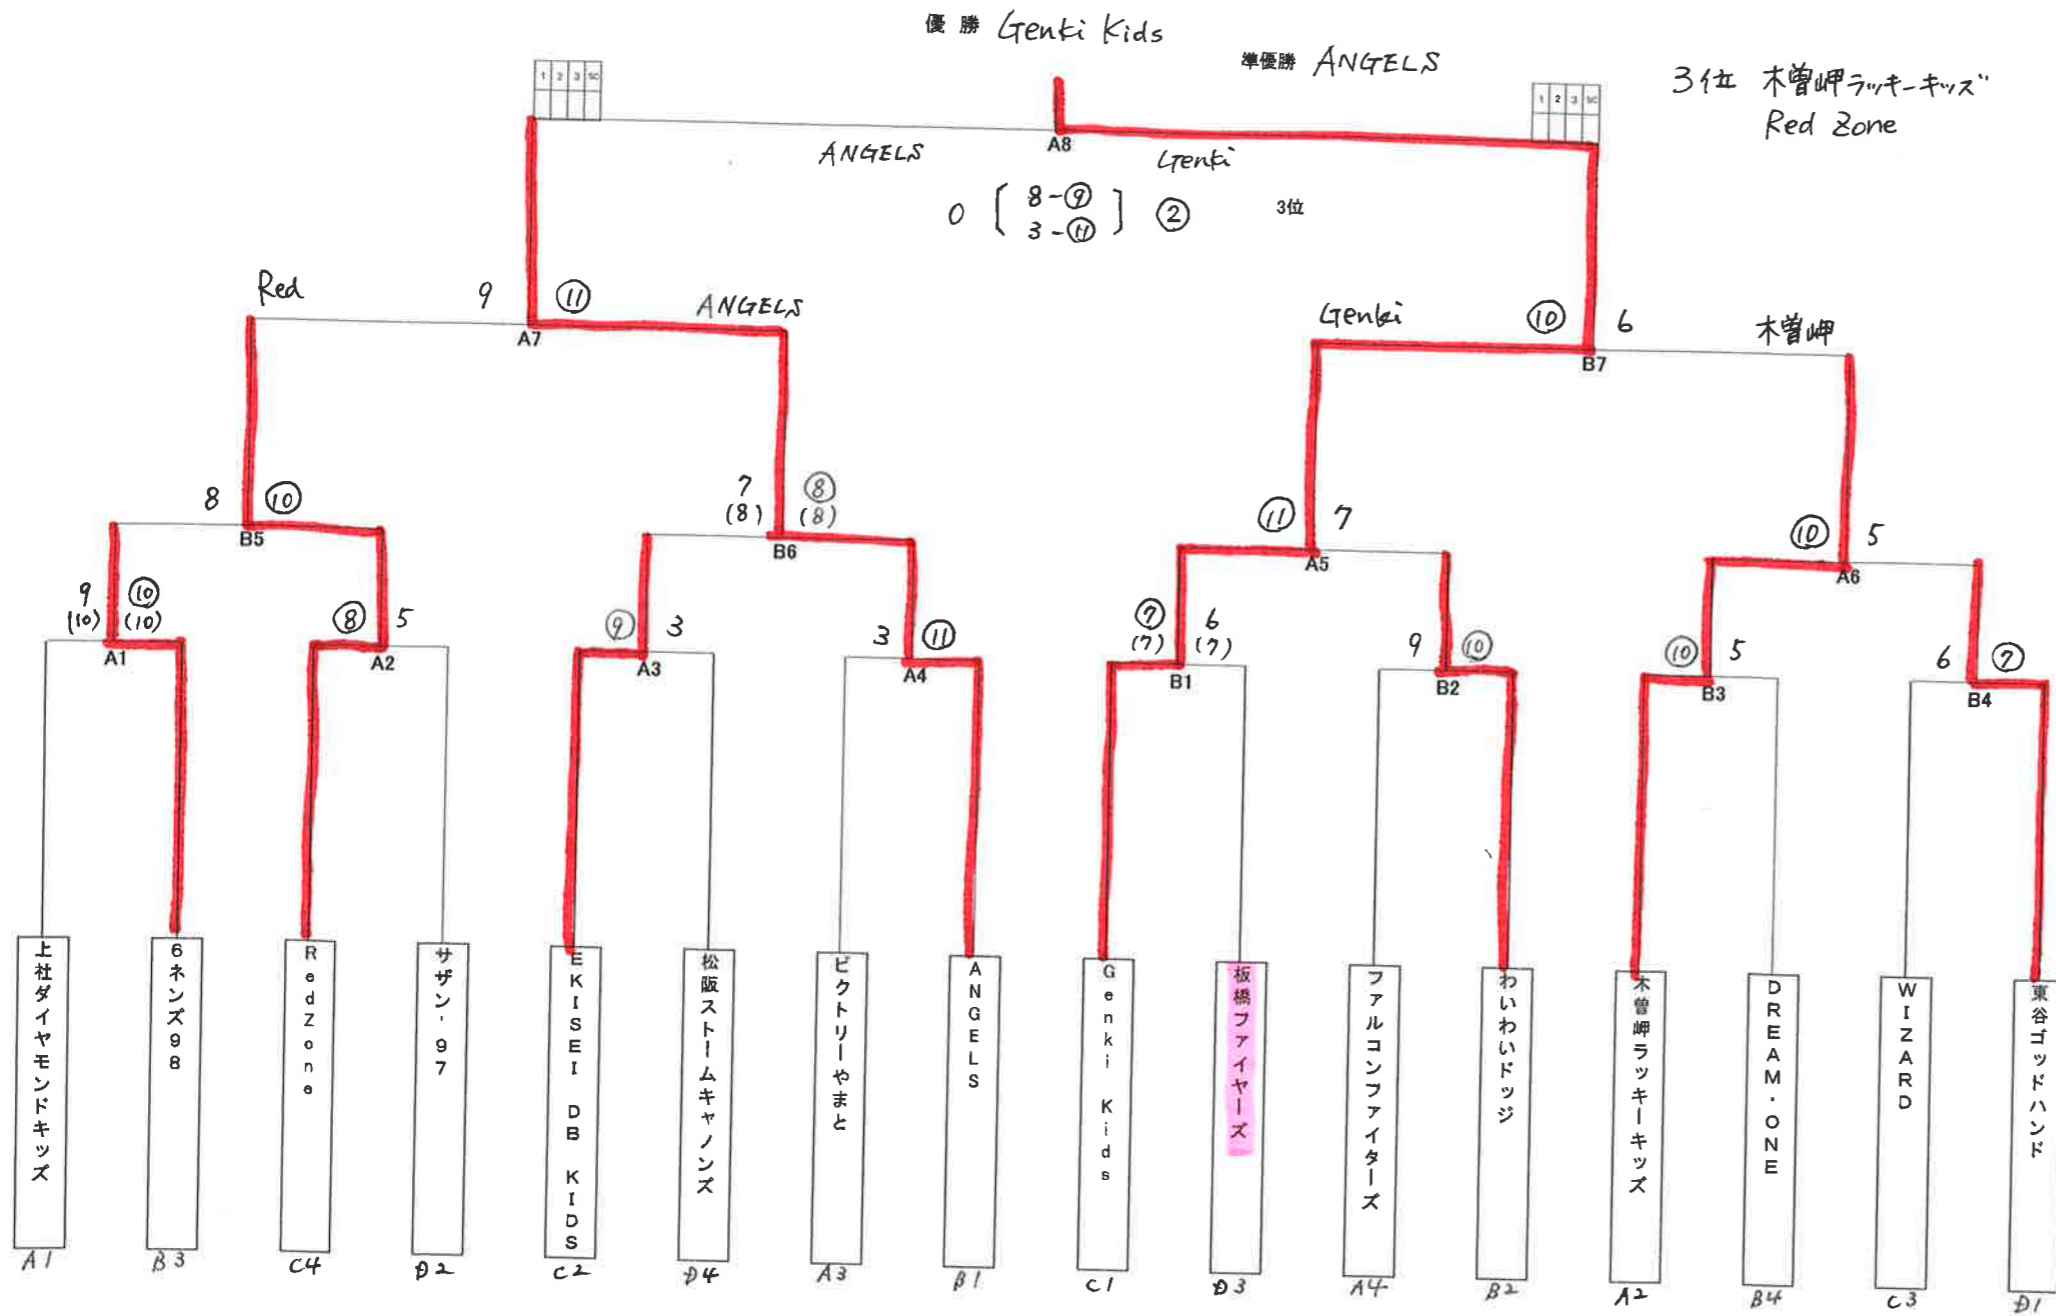 優勝 Genki Kids
準優勝 ANGELS
3位 木曽岬ラッキーキッズ
Red Zone
1 2 3 SC
1 2 3 SC
A8
ANGELS Genki
0 [ 8-⑨ ] ②
3-⑪
3位
Red 9 ⑪ ANGELS
A7
Genki ⑩ 6 木曽岬
B7
8 ⑩
B5
7 ⑧
(8) (8)
B6
⑪ 7
A5
⑩ 5
A6
9 ⑩
(10) (10)
A1
⑧ 5
A2
⑨ 3
A3
3 ⑪
A4
⑦ 6
(7) (7)
B1
9 ⑩
B2
⑩ 5
B3
6 ⑦
B4
上社ダイヤモンドキッズ
6ネンズ98
RedZone
サザン'97
EKISEI DB KIDS
松阪ストームキャノンズ
ビクトリーやまと
ANGELS
Genki Kids
板橋ファイヤーズ
ファルコンファイターズ
わいわいドッジ
木曽岬ラッキーキッズ
DREAM・ONE
WIZARD
東谷ゴッドハンド
A1 B3 C4 D2 C2 D4 A3 B1 C1 D3 A4 B2 A2 B4 C3 D1